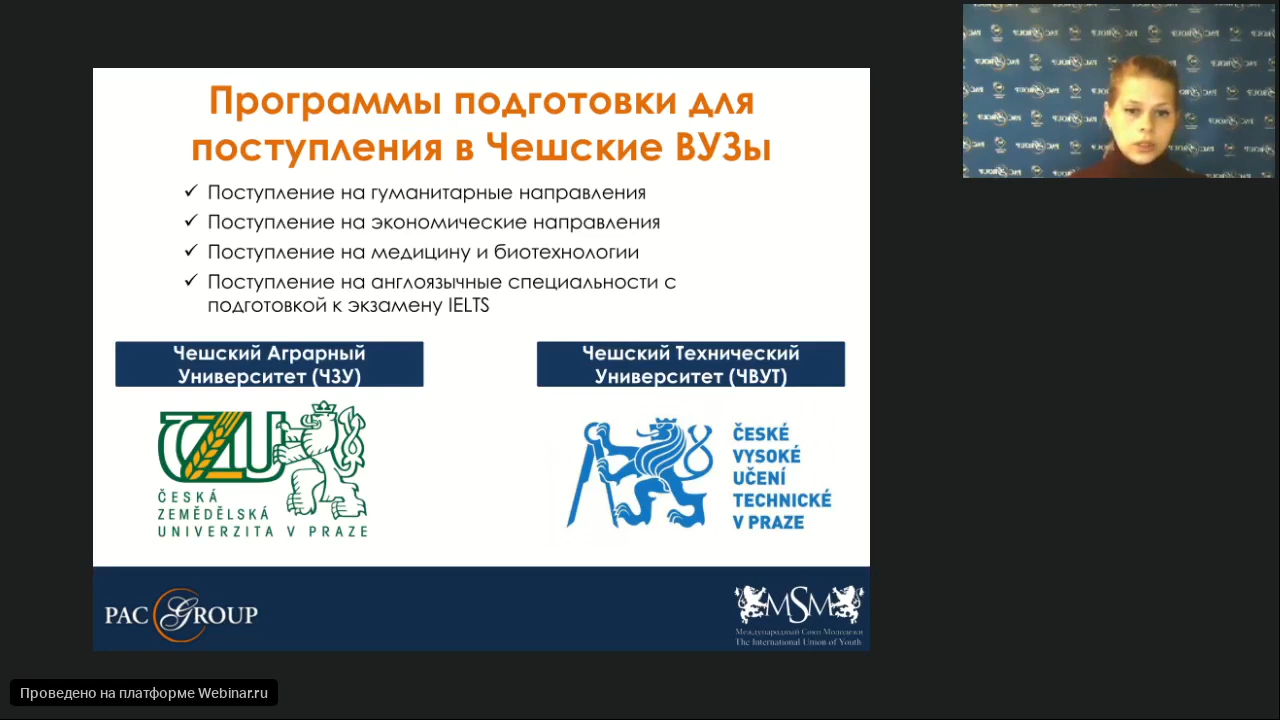 Программы подготовки для
поступления в Чешские ВУЗы
✓ Поступление на гуманитарные направления
✓ Поступление на экономические направления
✓ Поступление на медицину и биотехнологии
✓ Поступление на англоязычные специальности с
подготовкой к экзамену IELTS
Чешский Аграрный
Университет (ЧЗУ)
Чешский Технический
Университет (ЧВУТ)
ČZU
ČESKÁ
ZEMĚDĚLSKÁ
UNIVERZITA V PRAZE
ČESKÉ
VYSOKÉ
UČENÍ
TECHNICKÉ
V PRAZE
PAC GROUP
MSM
Международный Союз Молодежи
The International Union of Youth
Проведено на платформе Webinar.ru